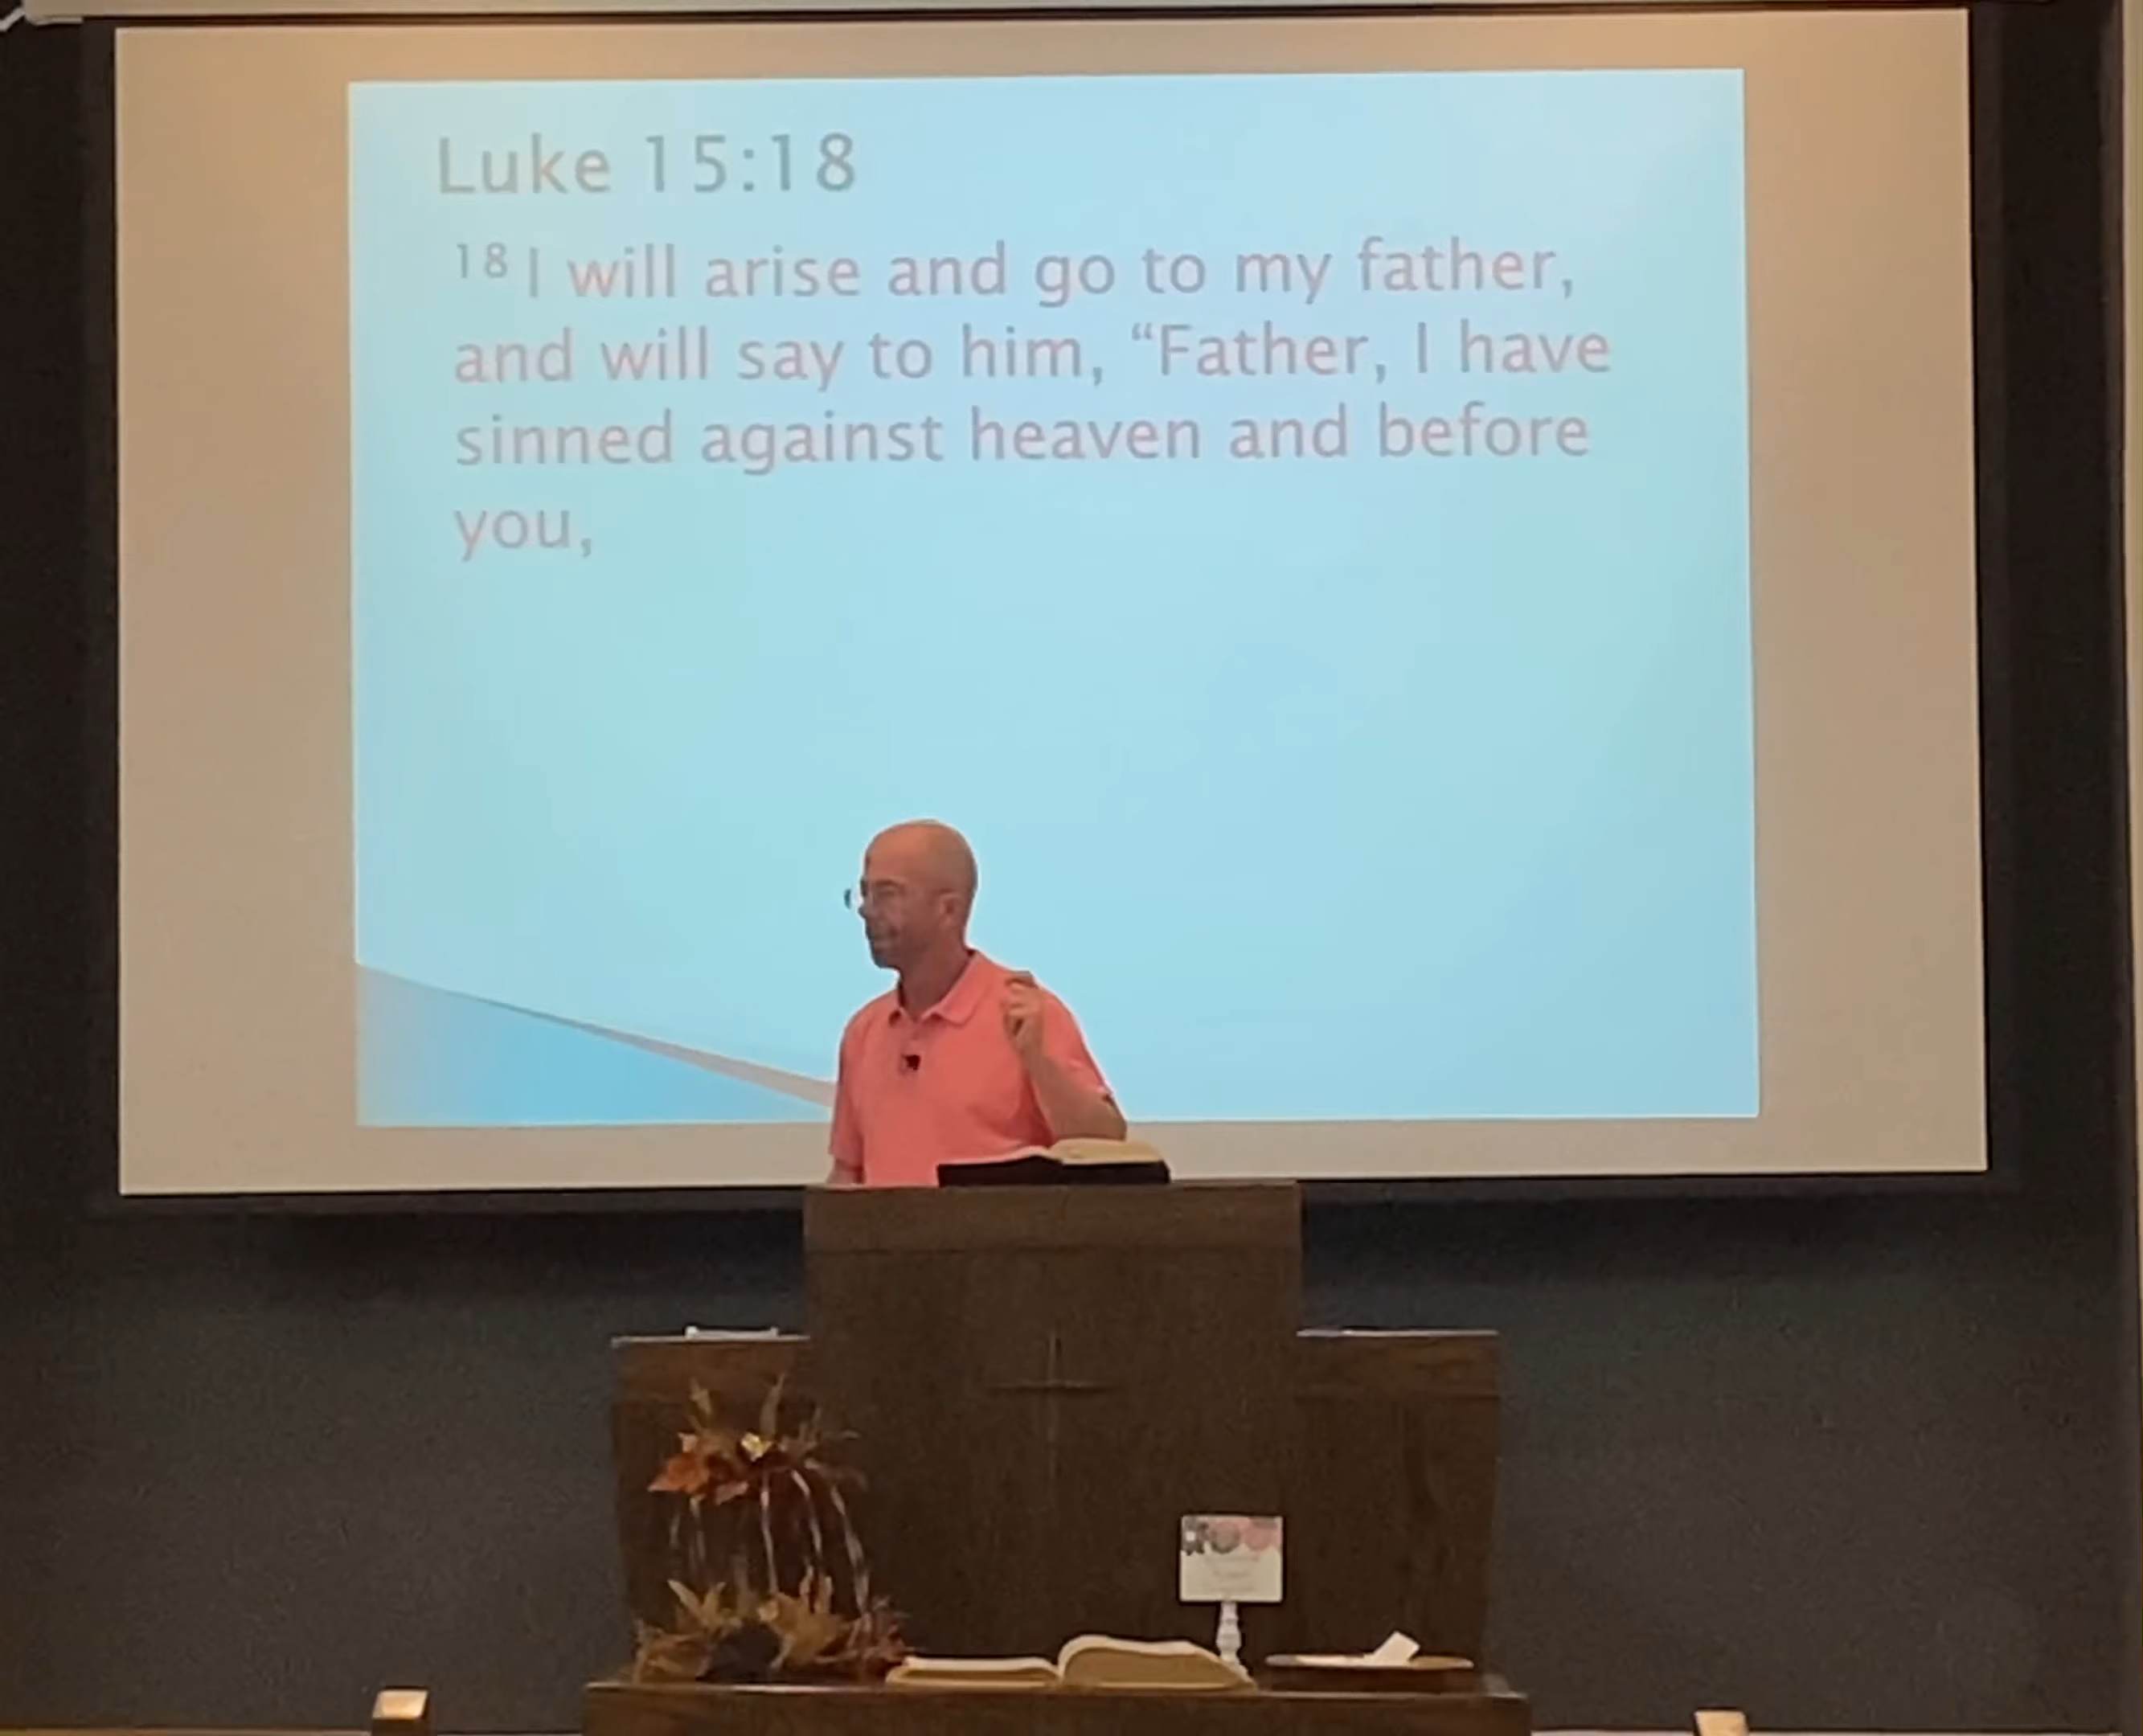 Luke 15:18
18 I will arise and go to my father,
and will say to him, “Father, I have
sinned against heaven and before
you,